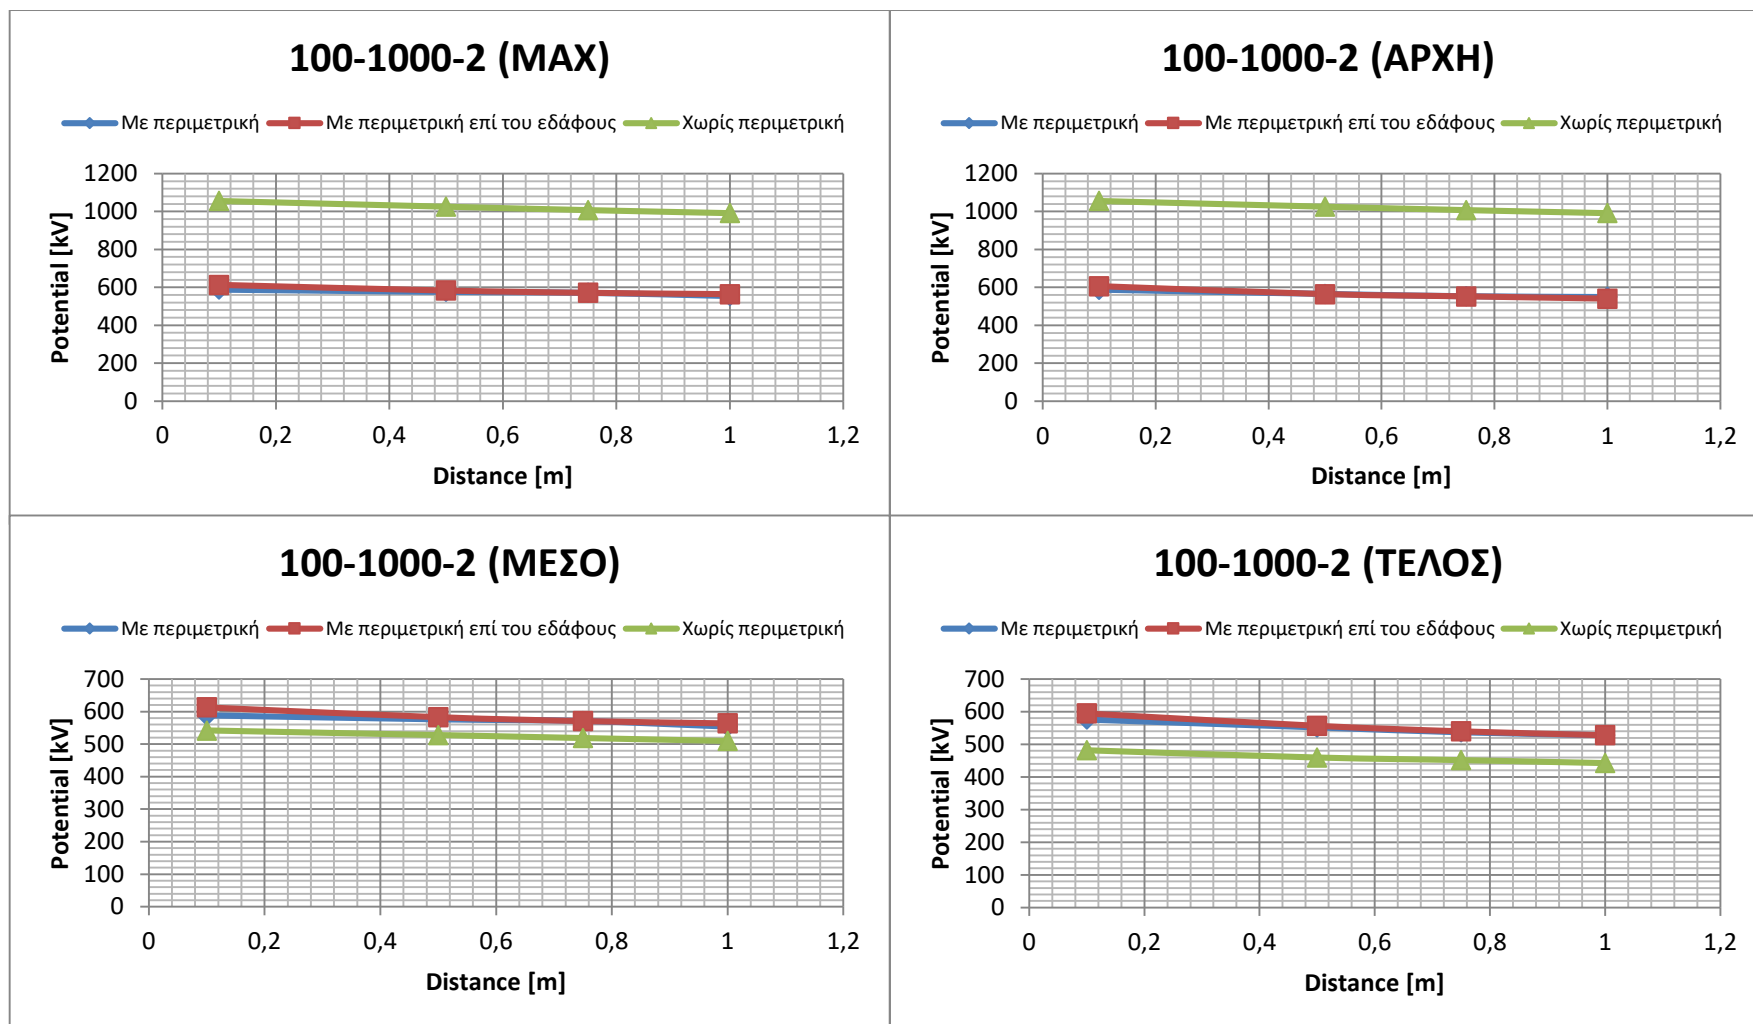 100-1000-2 (MAX)
Με περιμετρική Με περιμετρική επί του εδάφους Χωρίς περιμετρική
1200
1000
800
600
400
200
0
Potential [kV]
0 0,2 0,4 0,6 0,8 1 1,2
Distance [m]
100-1000-2 (ΑΡΧΗ)
Με περιμετρική Με περιμετρική επί του εδάφους Χωρίς περιμετρική
1200
1000
800
600
400
200
0
Potential [kV]
0 0,2 0,4 0,6 0,8 1 1,2
Distance [m]
100-1000-2 (ΜΕΣΟ)
Με περιμετρική Με περιμετρική επί του εδάφους Χωρίς περιμετρική
700
600
500
400
300
200
100
0
Potential [kV]
0 0,2 0,4 0,6 0,8 1 1,2
Distance [m]
100-1000-2 (ΤΕΛΟΣ)
Με περιμετρική Με περιμετρική επί του εδάφους Χωρίς περιμετρική
700
600
500
400
300
200
100
0
Potential [kV]
0 0,2 0,4 0,6 0,8 1 1,2
Distance [m]